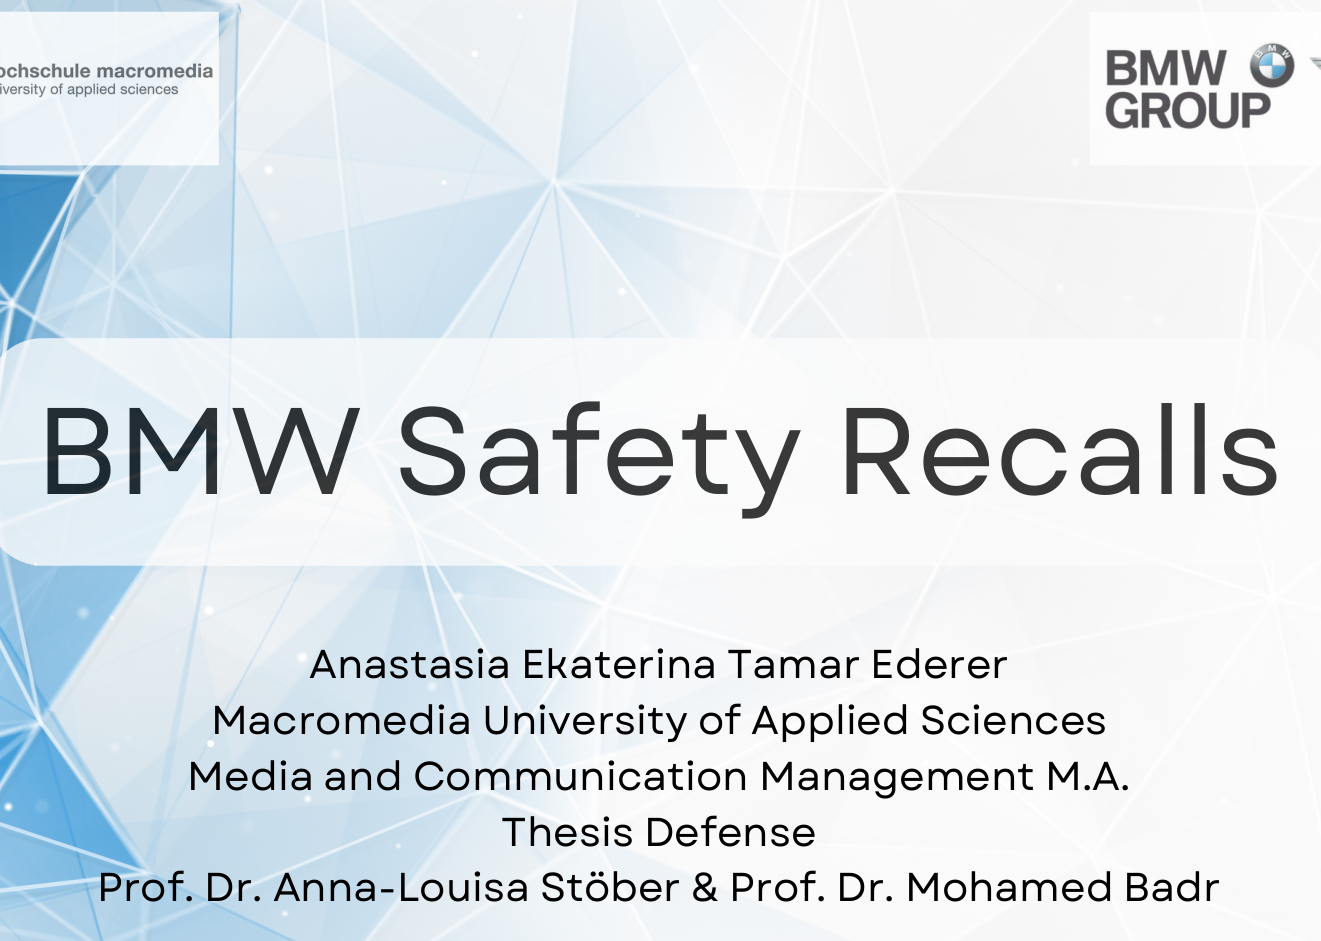 ochschule macromedia
iversity of applied sciences
BMW
GROUP
BMW
BMW Safety Recalls
Anastasia Ekaterina Tamar Ederer
Macromedia University of Applied Sciences
Media and Communication Management M.A.
Thesis Defense
Prof. Dr. Anna-Louisa Stöber & Prof. Dr. Mohamed Badr